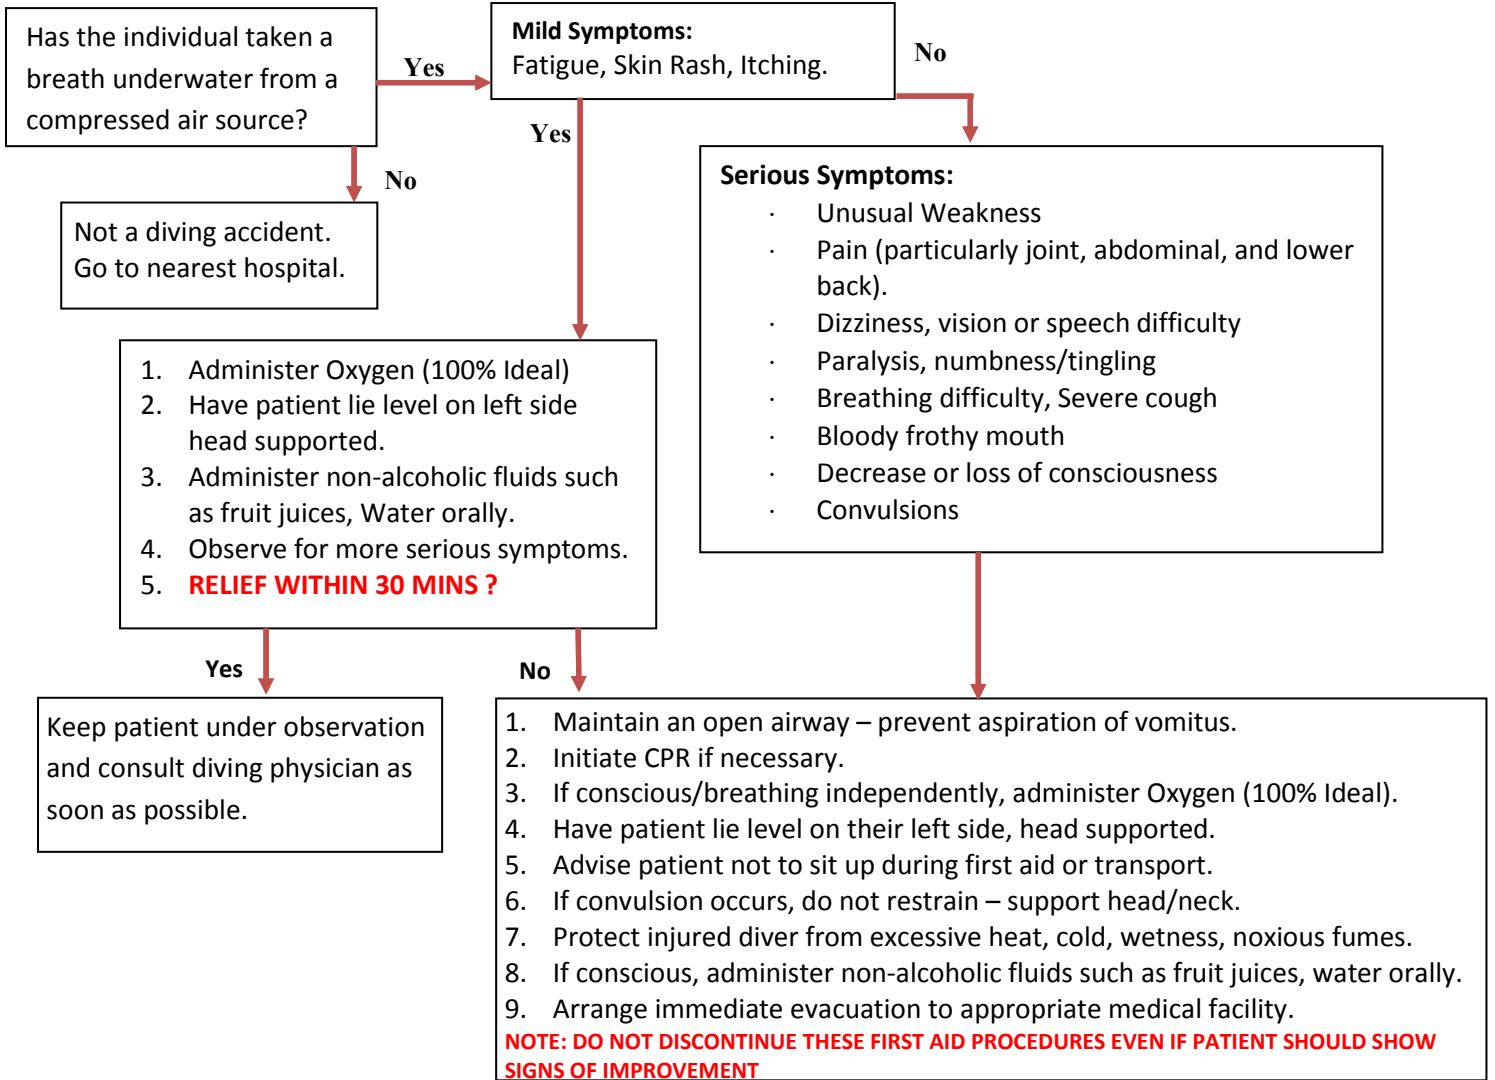 Has the individual taken a
breath underwater from a
compressed air source?
Yes
Mild Symptoms:
Fatigue, Skin Rash, Itching.
No
Yes
No
Not a diving accident.
Go to nearest hospital.
Serious Symptoms:
· Unusual Weakness
· Pain (particularly joint, abdominal, and lower
back).
· Dizziness, vision or speech difficulty
· Paralysis, numbness/tingling
· Breathing difficulty, Severe cough
· Bloody frothy mouth
· Decrease or loss of consciousness
· Convulsions
1. Administer Oxygen (100% Ideal)
2. Have patient lie level on left side
head supported.
3. Administer non-alcoholic fluids such
as fruit juices, Water orally.
4. Observe for more serious symptoms.
5. RELIEF WITHIN 30 MINS ?
Yes
No
Keep patient under observation
and consult diving physician as
soon as possible.
1. Maintain an open airway – prevent aspiration of vomitus.
2. Initiate CPR if necessary.
3. If conscious/breathing independently, administer Oxygen (100% Ideal).
4. Have patient lie level on their left side, head supported.
5. Advise patient not to sit up during first aid or transport.
6. If convulsion occurs, do not restrain – support head/neck.
7. Protect injured diver from excessive heat, cold, wetness, noxious fumes.
8. If conscious, administer non-alcoholic fluids such as fruit juices, water orally.
9. Arrange immediate evacuation to appropriate medical facility.
NOTE: DO NOT DISCONTINUE THESE FIRST AID PROCEDURES EVEN IF PATIENT SHOULD SHOW
SIGNS OF IMPROVEMENT